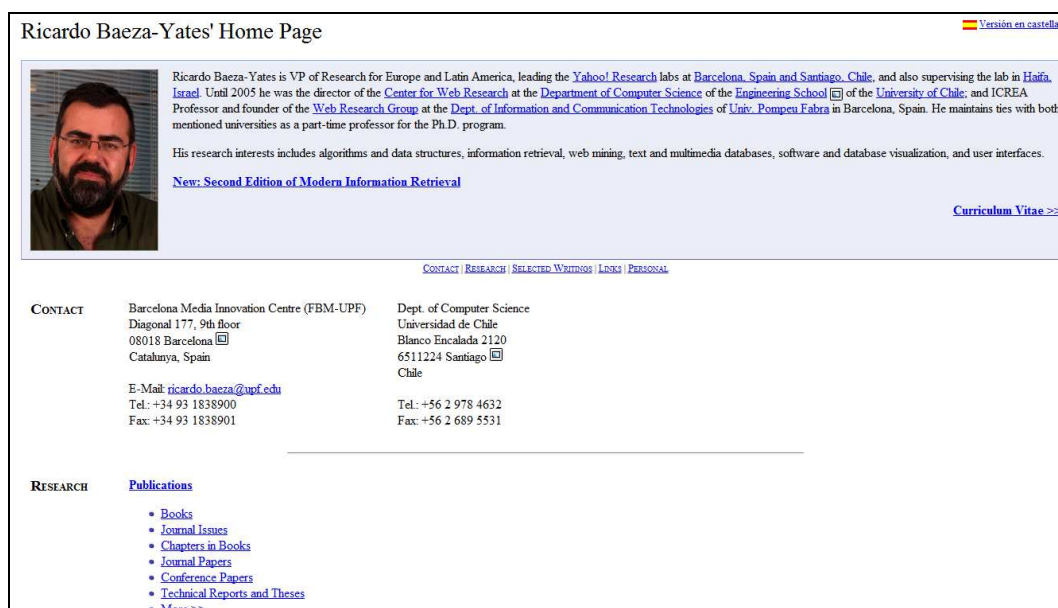 Ricardo Baeza-Yates' Home Page
Versión en castella
Ricardo Baeza-Yates is VP of Research for Europe and Latin America, leading the Yahoo! Research labs at Barcelona, Spain and Santiago, Chile, and also supervising the lab in Haifa,
Israel. Until 2005 he was the director of the Center for Web Research at the Department of Computer Science of the Engineering School of the University of Chile; and ICREA
Professor and founder of the Web Research Group at the Dept. of Information and Communication Technologies of Univ. Pompeu Fabra in Barcelona, Spain. He maintains ties with both
mentioned universities as a part-time professor for the Ph.D. program.
His research interests includes algorithms and data structures, information retrieval, web mining, text and multimedia databases, software and database visualization, and user interfaces.
New: Second Edition of Modern Information Retrieval
Curriculum Vitae >>
CONTACT | RESEARCH | SELECTED WRITINGS | LINKS | PERSONAL
CONTACT
Barcelona Media Innovation Centre (FBM-UPF)
Diagonal 177, 9th floor
08018 Barcelona
Catalunya, Spain
E-Mail: ricardo.baeza@upf.edu
Tel.: +34 93 1838900
Fax: +34 93 1838901
Dept. of Computer Science
Universidad de Chile
Blanco Encalada 2120
6511224 Santiago
Chile
Tel.: +56 2 978 4632
Fax: +56 2 689 5531
RESEARCH
Publications
Books
Journal Issues
Chapters in Books
Journal Papers
Conference Papers
Technical Reports and Theses
More >>